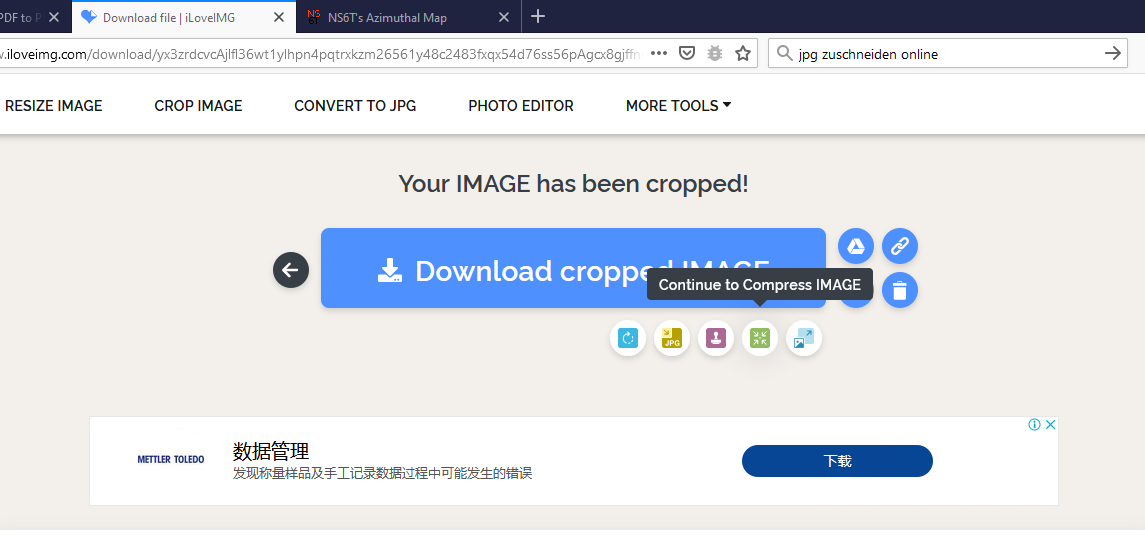 PDF to P
Download file | iLoveIMG
NS6T's Azimuthal Map
.iloveimg.com/download/yx3zrdcvcAjlfl36wt1ylhpn4pqtrxkzm26561y48c2483fxqx54d76ss56pAgcx8gjffn
jpg zuschneiden online
RESIZE IMAGE
CROP IMAGE
CONVERT TO JPG
PHOTO EDITOR
MORE TOOLS
Your IMAGE has been cropped!
Download cropped IMAGE
Continue to Compress IMAGE
JPG
METTLER TOLEDO
数据管理
发现称量样品及手工记录数据过程中可能发生的错误
下载